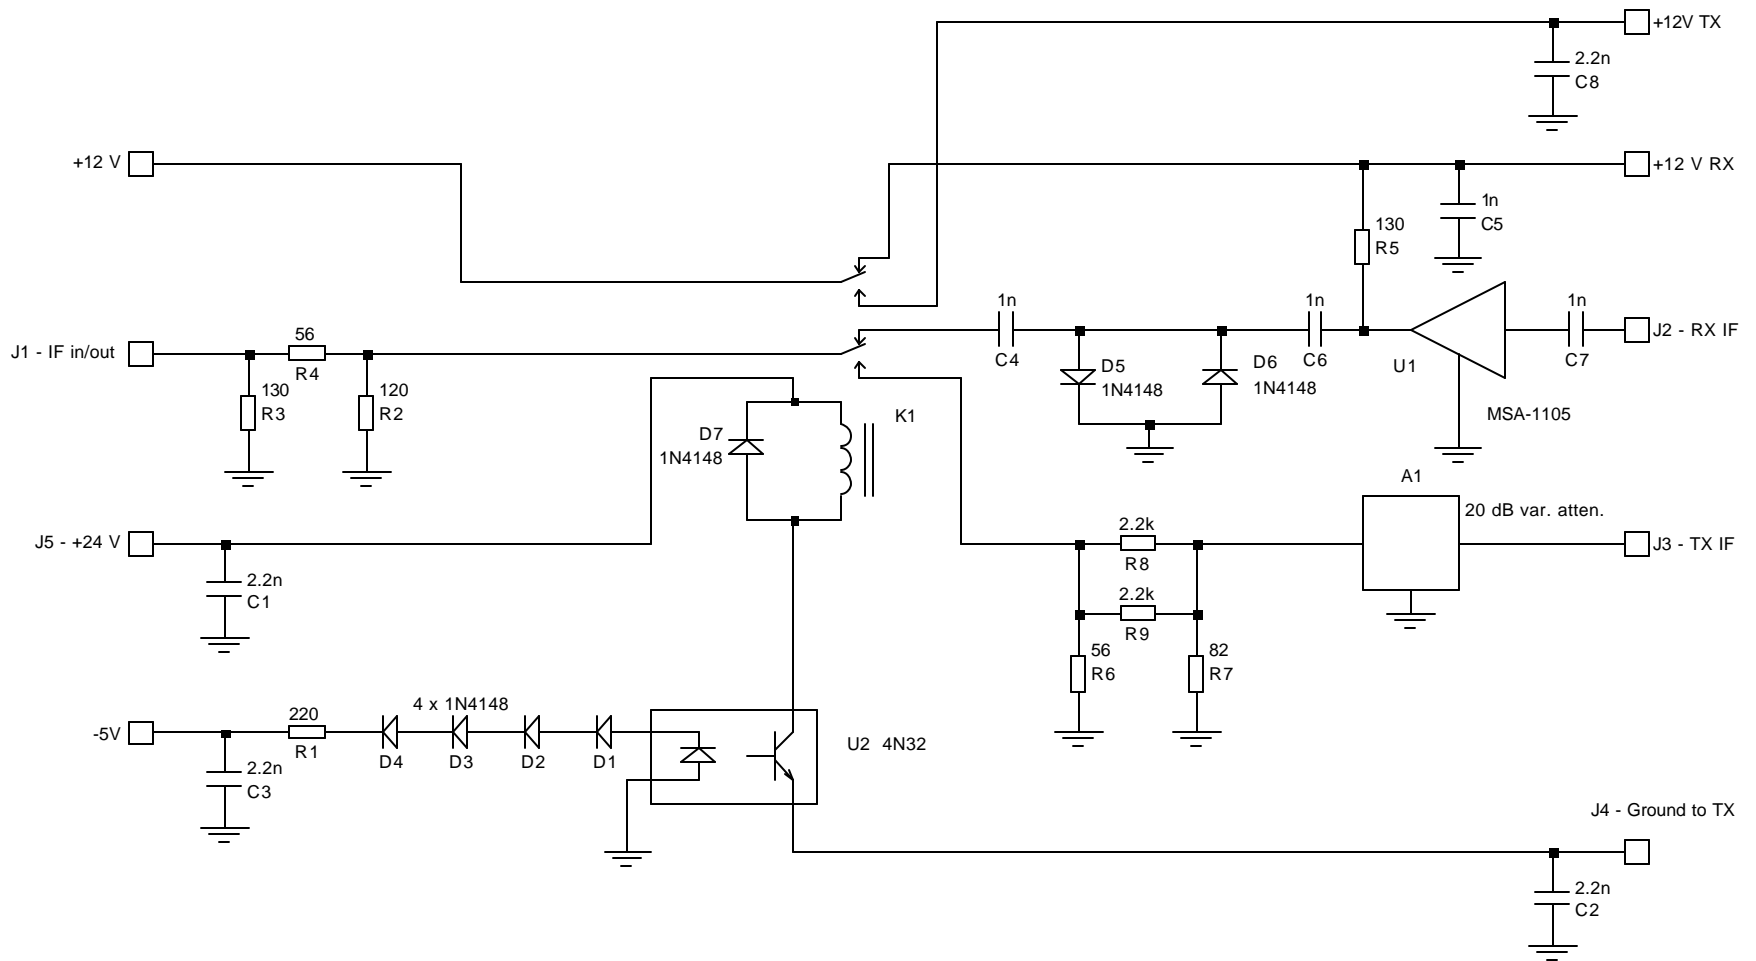 +12V TX
2.2n
C8
+12 V
+12 V RX
1n
C5
130
R5
1n
C4
1n
C6
1n
C7
J2 - RX IF
J1 - IF in/out
56
R4
130
R3
120
R2
D5
1N4148
D6
1N4148
U1
MSA-1105
K1
D7
1N4148
A1
20 dB var. atten.
J5 - +24 V
2.2n
C1
2.2k
R8
2.2k
R9
J3 - TX IF
56
R6
82
R7
-5V
220
R1
4 x 1N4148
D4
D3
D2
D1
U2 4N32
2.2n
C3
J4 - Ground to TX
2.2n
C2